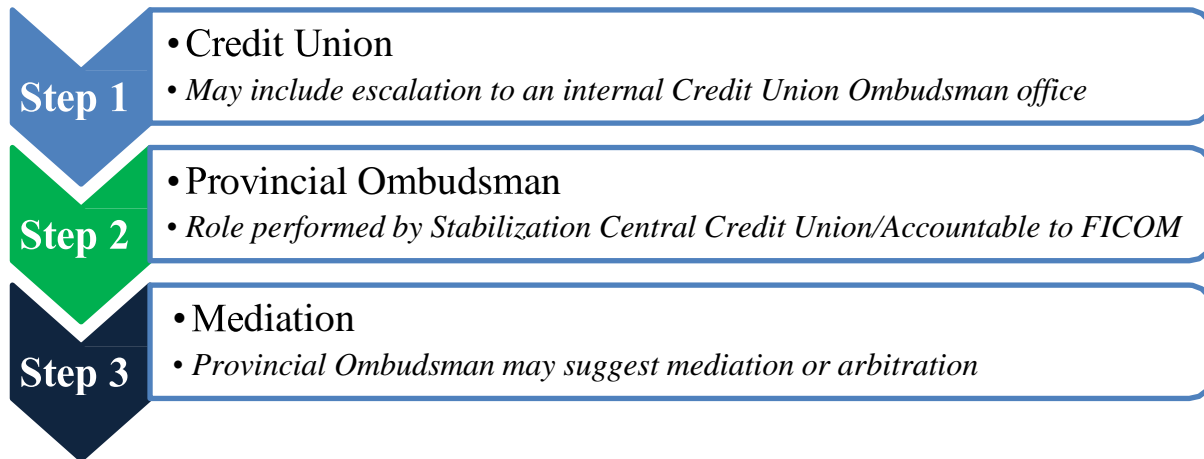 Step 1
• Credit Union
• May include escalation to an internal Credit Union Ombudsman office
Step 2
• Provincial Ombudsman
• Role performed by Stabilization Central Credit Union/Accountable to FICOM
Step 3
• Mediation
• Provincial Ombudsman may suggest mediation or arbitration